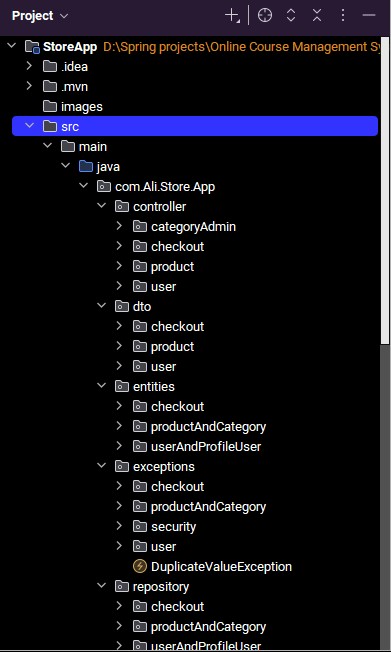 Project
StoreApp D:\Spring projects\Online Course Management Sy
.idea
.mvn
images
src
main
java
com.Ali.Store.App
controller
categoryAdmin
checkout
product
user
dto
checkout
product
user
entities
checkout
productAndCategory
userAndProfileUser
exceptions
checkout
productAndCategory
security
user
DuplicateValueException
repository
checkout
productAndCategory
userAndProfileUser